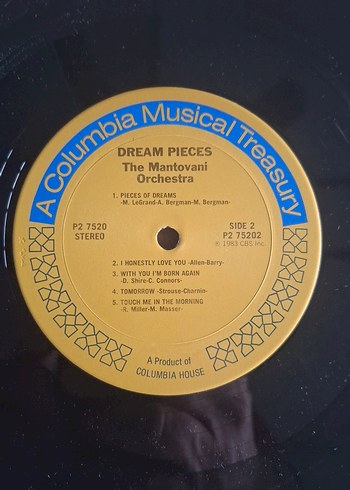 A Columbia Musical Treasury
DREAM PIECES
The Mantovani
Orchestra
1. PIECES OF DREAMS
-M. LeGrand-A. Bergman-M. Bergman-
P2 7520
STEREO
SIDE 2
P2 75202
℗ 1983 CBS Inc.
2. I HONESTLY LOVE YOU -Allen-Barry-
3. WITH YOU I'M BORN AGAIN
-D. Shire-C. Connors-
4. TOMORROW -Strouse-Charnin-
5. TOUCH ME IN THE MORNING
-R. Miller-M. Masser-
A Product of
COLUMBIA HOUSE